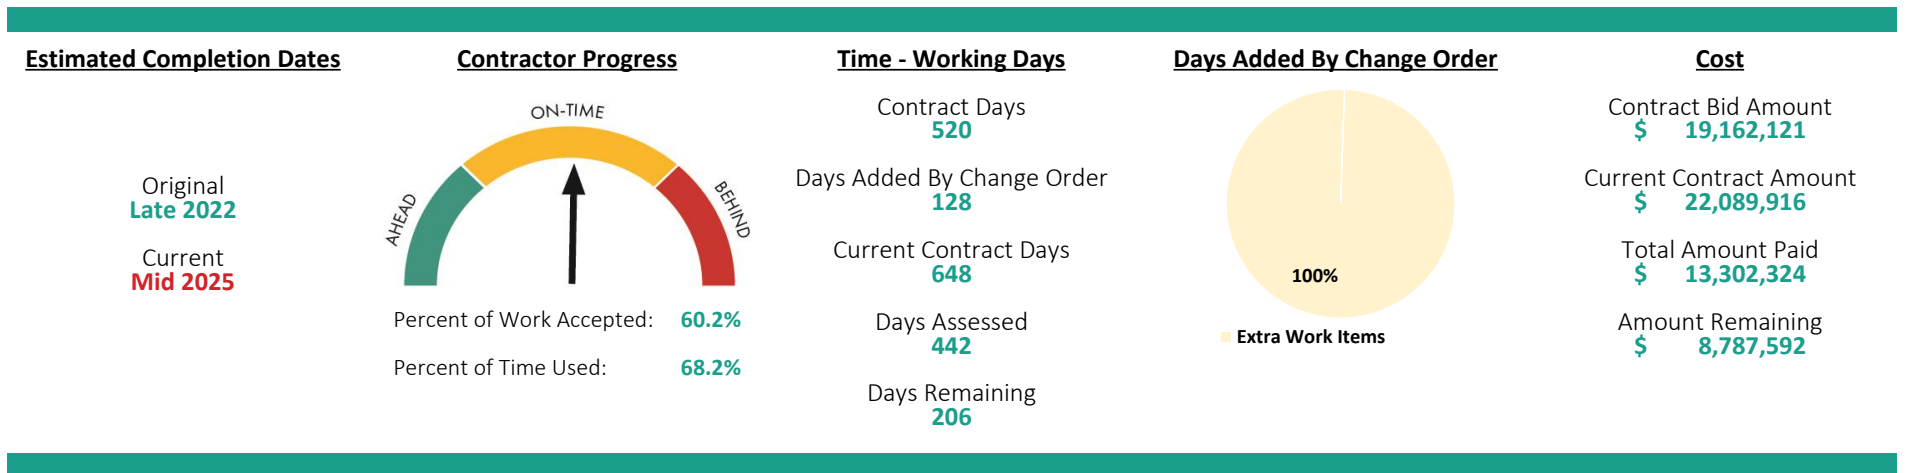 Estimated Completion Dates
Original
Late 2022
Current
Mid 2025
Contractor Progress
ON-TIME
AHEAD
BEHIND
Percent of Work Accepted: 60.2%
Percent of Time Used: 68.2%
Time - Working Days
Contract Days
520
Days Added By Change Order
128
Current Contract Days
648
Days Assessed
442
Days Remaining
206
Days Added By Change Order
100%
Extra Work Items
Cost
Contract Bid Amount
$ 19,162,121
Current Contract Amount
$ 22,089,916
Total Amount Paid
$ 13,302,324
Amount Remaining
$ 8,787,592